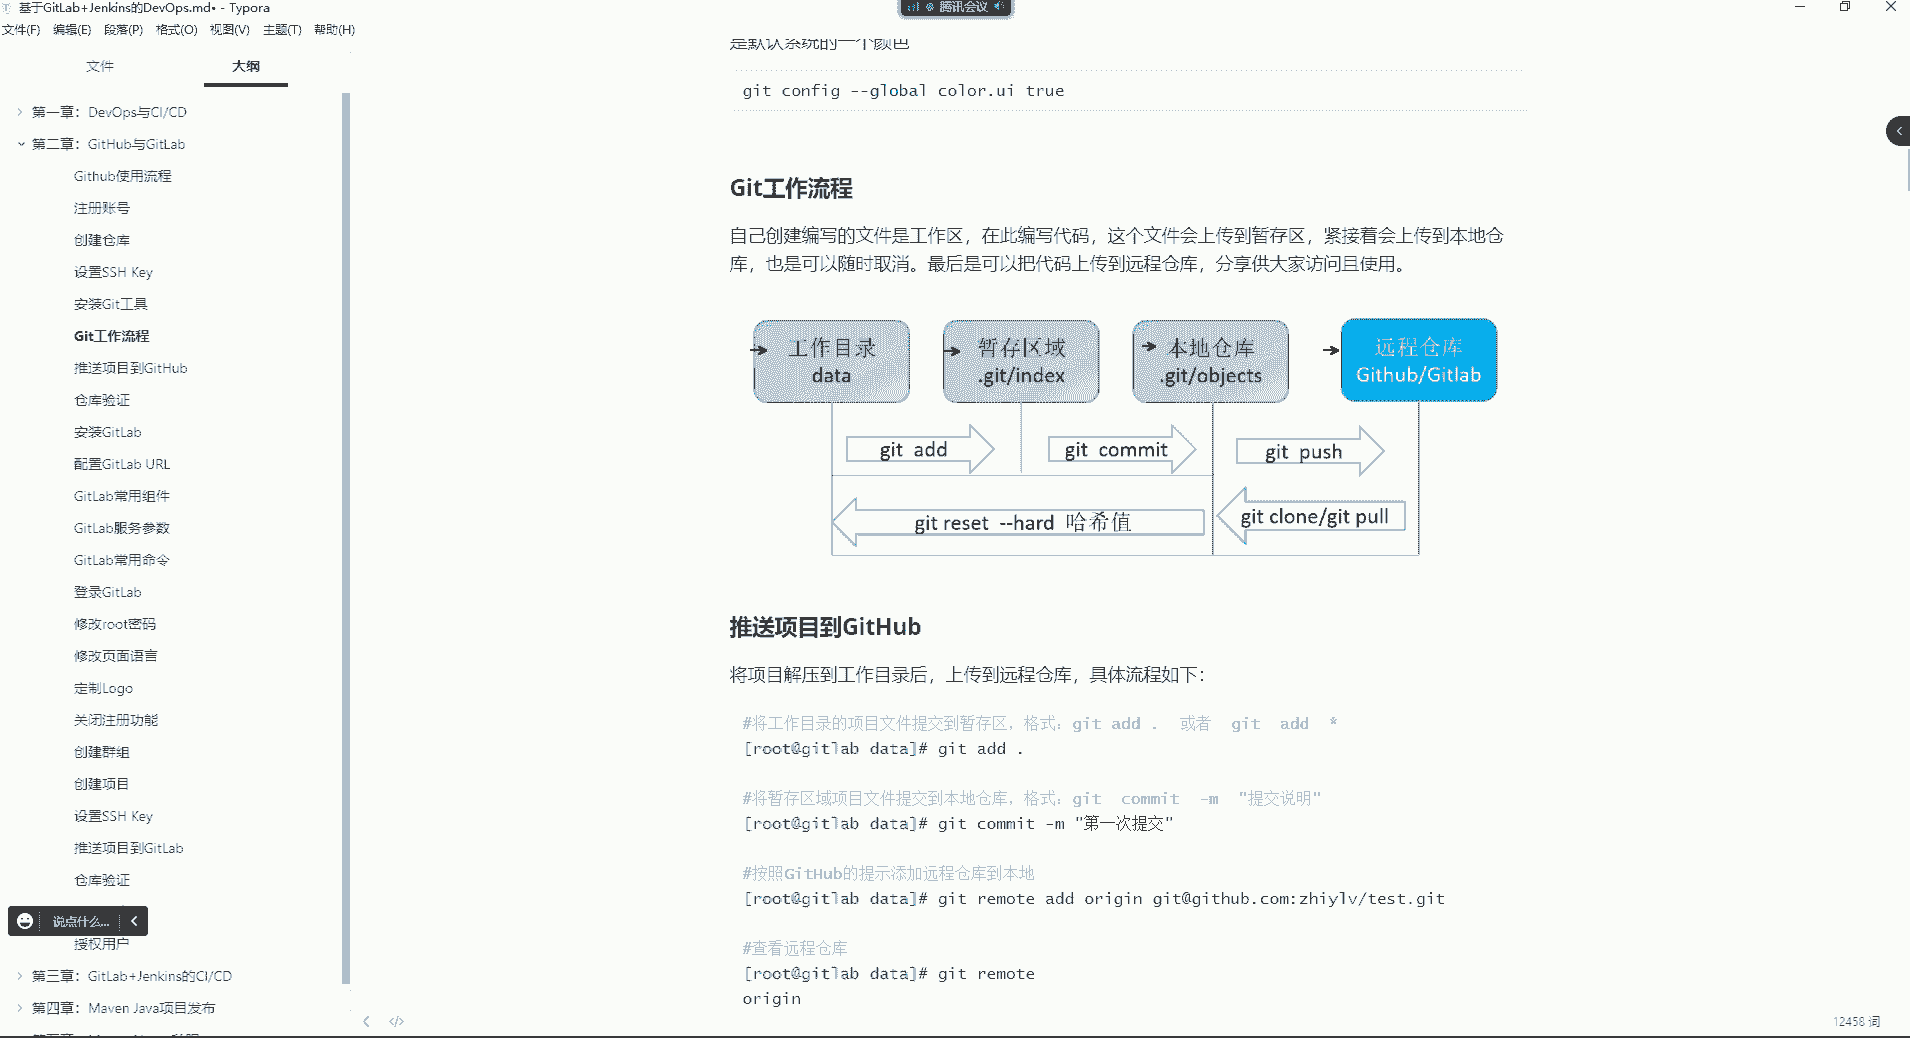 基于GitLab+Jenkins的DevOps.md• - Typora
腾讯会议
文件(F) 编辑(E) 段落(P) 格式(O) 视图(V) 主题(T) 帮助(H)
文件 大纲
第一章：DevOps与CI/CD
第二章：GitHub与GitLab
Github使用流程
注册账号
创建仓库
设置SSH Key
安装Git工具
Git工作流程
推送项目到GitHub
仓库验证
安装GitLab
配置GitLab URL
GitLab常用组件
GitLab服务参数
GitLab常用命令
登录GitLab
修改root密码
修改页面语言
定制Logo
关闭注册功能
创建群组
创建项目
设置SSH Key
推送项目到GitLab
仓库验证
说点什么...
授权用户
第三章：GitLab+Jenkins的CI/CD
第四章：Maven Java项目发布
是默认系统的一个颜色
git config --global color.ui true
Git工作流程
自己创建编写的文件是工作区，在此编写代码，这个文件会上传到暂存区，紧接着会上传到本地仓
库，也是可以随时取消。最后是可以把代码上传到远程仓库，分享供大家访问且使用。
工作目录 暂存区域 本地仓库 远程仓库
data .git/index .git/objects Github/Gitlab
git add git commit git push
git reset --hard 哈希值 git clone/git pull
推送项目到GitHub
将项目解压到工作目录后，上传到远程仓库，具体流程如下：
#将工作目录的项目文件提交到暂存区，格式：git add . 或者 git add *
[root@gitlab data]# git add .
#将暂存区域项目文件提交到本地仓库，格式：git commit -m "提交说明"
[root@gitlab data]# git commit -m "第一次提交"
#按照GitHub的提示添加远程仓库到本地
[root@gitlab data]# git remote add origin git@github.com:zhiylv/test.git
#查看远程仓库
[root@gitlab data]# git remote
origin
12458 词